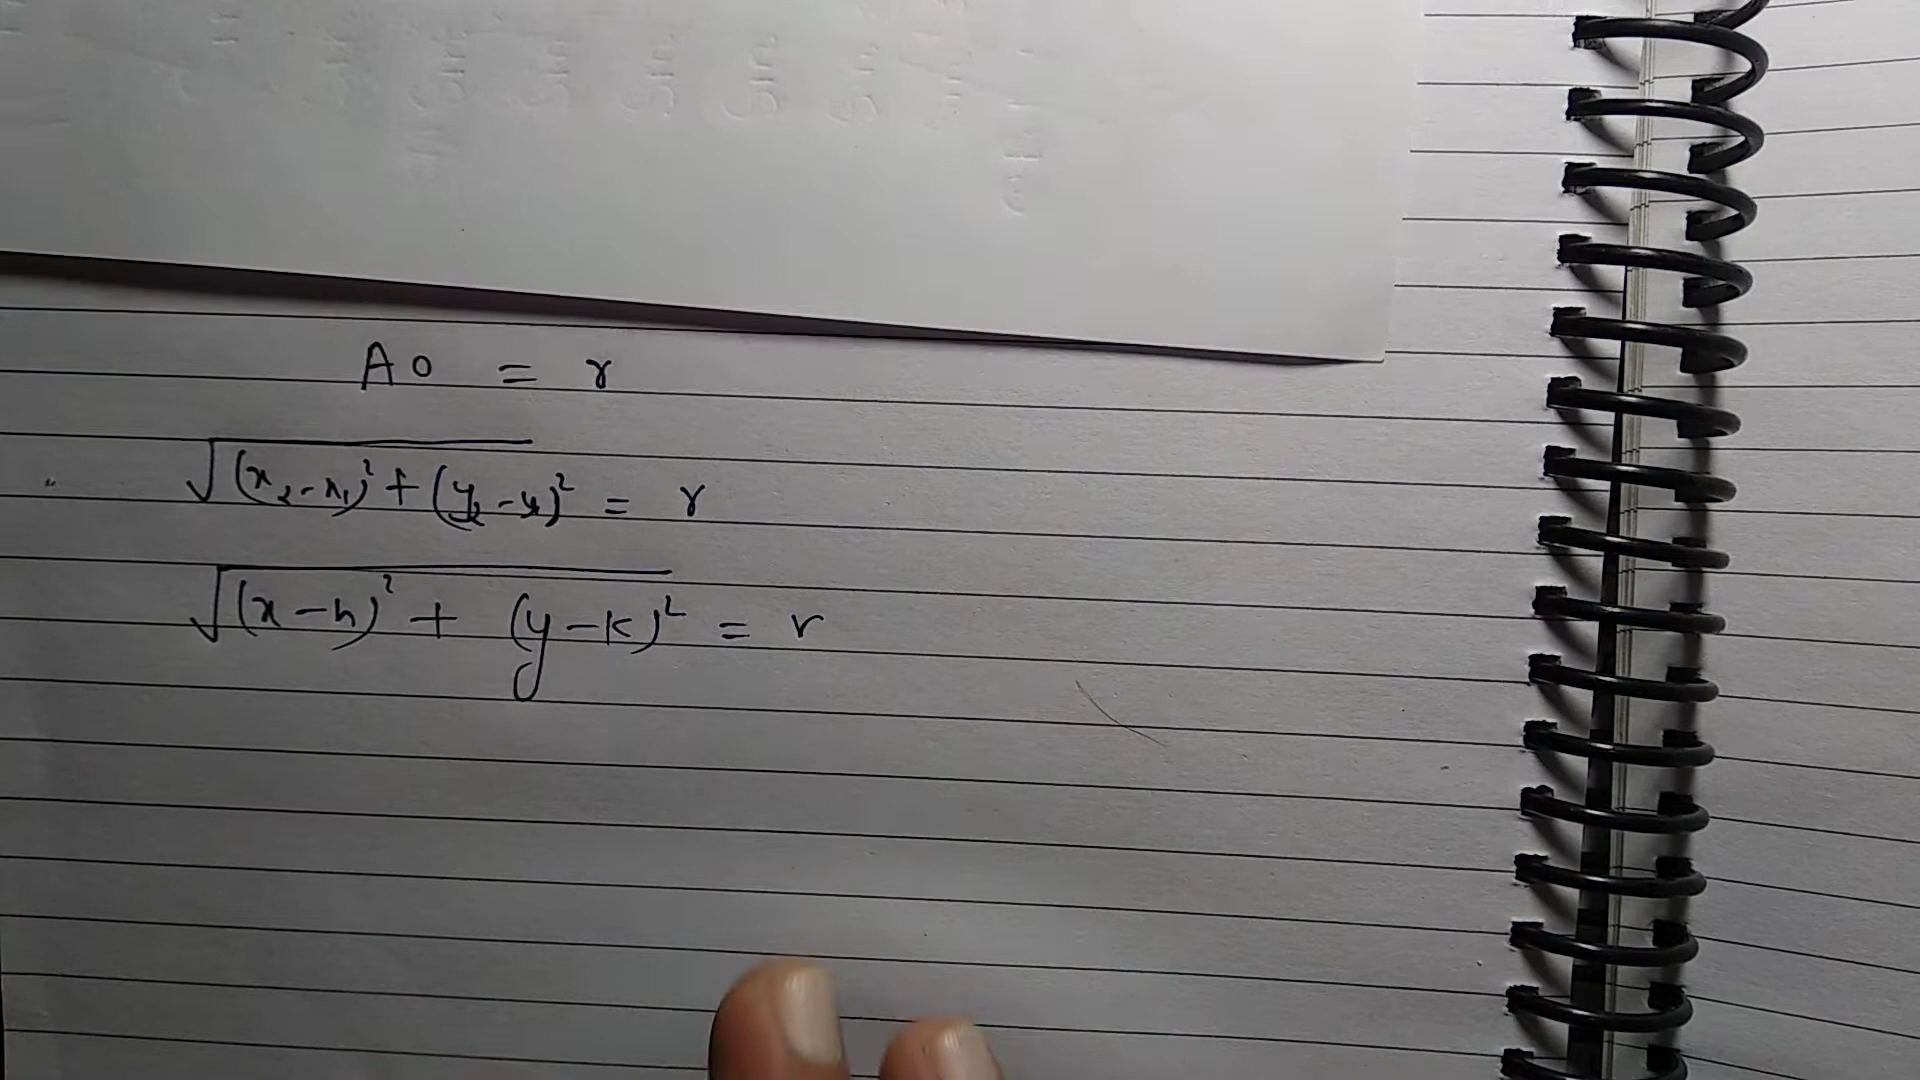 AO = r
√(x₂-x₁)² + (y₂-y₁)² = r
√(x-h)² + (y-k)² = r